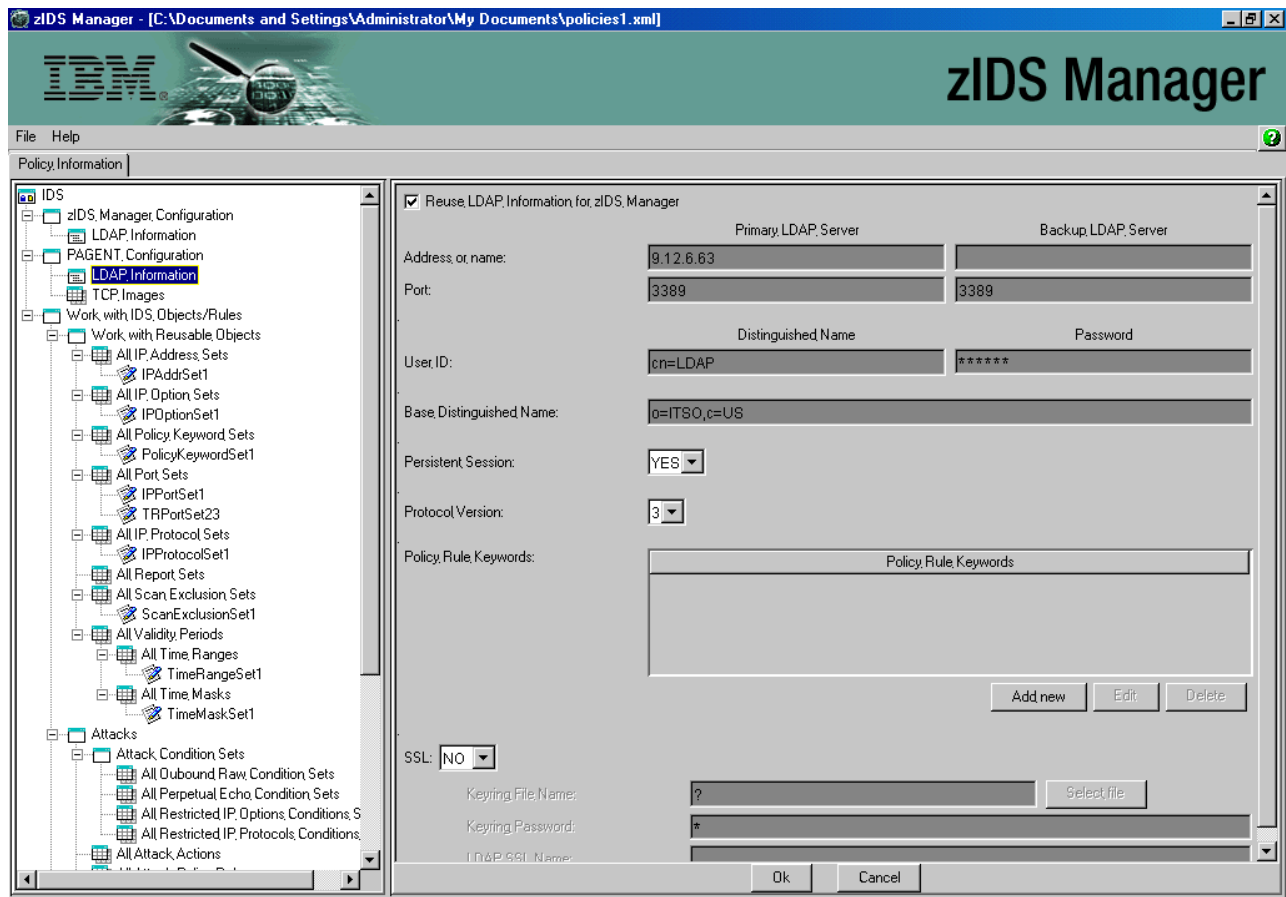 zIDS Manager - [C:\Documents and Settings\Administrator\My Documents\policies1.xml]
IBM®
zIDS Manager
File Help
Policy Information
IDS
zIDS Manager Configuration
LDAP Information
PAGENT Configuration
LDAP Information
TCP Images
Work with IDS Objects/Rules
Work with Reusable Objects
All IP Address Sets
IPAddrSet1
All IP Option Sets
IPOptionSet1
All Policy Keyword Sets
PolicyKeywordSet1
All Port Sets
IPPortSet1
TRPortSet23
All IP Protocol Sets
IPProtocolSet1
All Report Sets
All Scan Exclusion Sets
ScanExclusionSet1
All Validity Periods
All Time Ranges
TimeRangeSet1
All Time Masks
TimeMaskSet1
Attacks
Attack Condition Sets
All Oubound Raw Condition Sets
All Perpetual Echo Condition Sets
All Restricted IP Options Conditions S
All Restricted IP Protocols Conditions
All Attack Actions
Reuse LDAP Information for zIDS Manager
Primary LDAP Server Backup LDAP Server
Address or name: 9.12.6.63
Port: 3389 3389
Distinguished Name Password
User ID: cn=LDAP ******
Base Distinguished Name: o=ITSO,c=US
Persistent Session: YES
Protocol Version: 3
Policy Rule Keywords: Policy Rule Keywords
Add new Edit Delete
SSL: NO
Keyring File Name: ? Select file
Keyring Password: *
LDAP SSL Name:
Ok Cancel